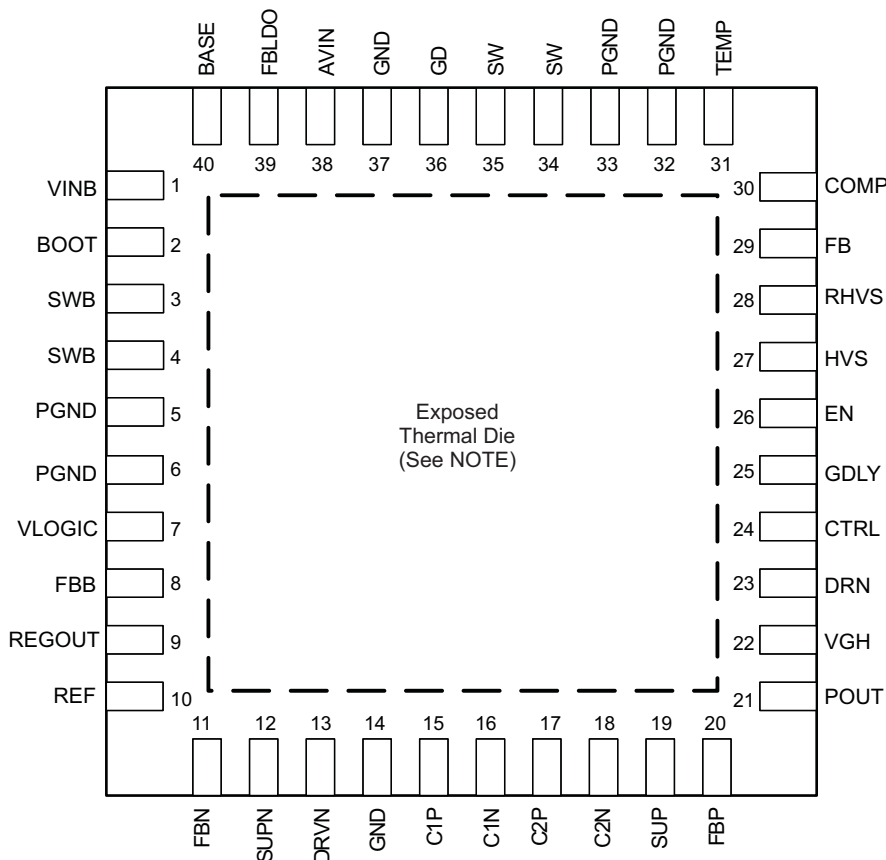 BASE FBLDO AVIN GND GD SW SW PGND PGND TEMP
40 39 38 37 36 35 34 33 32 31
VINB 1
BOOT 2
SWB 3
SWB 4
PGND 5
PGND 6
VLOGIC 7
FBB 8
REGOUT 9
REF 10
Exposed
Thermal Die
(See NOTE)
30 COMP
29 FB
28 RHVS
27 HVS
26 EN
25 GDLY
24 CTRL
23 DRN
22 VGH
21 POUT
11 12 13 14 15 16 17 18 19 20
FBN SUPN DRVN GND C1P C1N C2P C2N SUP FBP